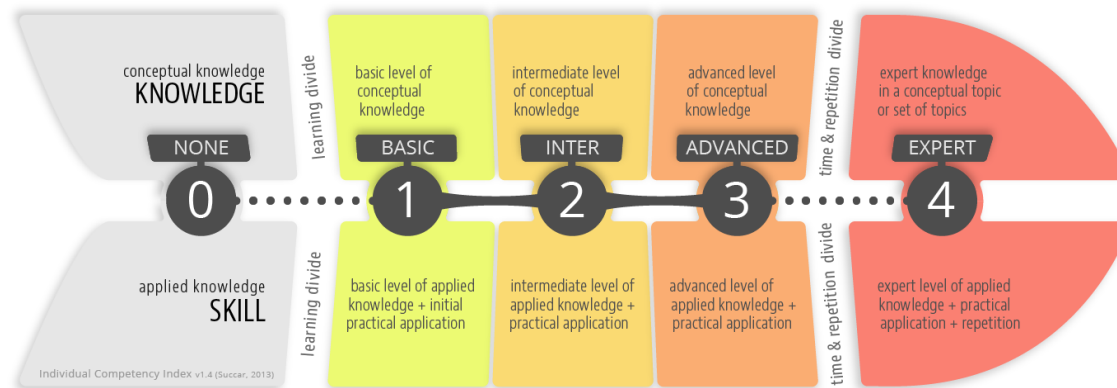 conceptual knowledge
KNOWLEDGE
learning divide
basic level of
conceptual
knowledge
intermediate level
of conceptual
knowledge
advanced level
of conceptual
knowledge
time & repetition divide
expert knowledge
in a conceptual topic
or set of topics
NONE
BASIC
INTER
ADVANCED
EXPERT
0
1
2
3
4
applied knowledge
SKILL
learning divide
basic level of applied
knowledge + initial
practical application
intermediate level of
applied knowledge +
practical application
advanced level of
applied knowledge +
practical application
time & repetition divide
expert level of applied
knowledge + practical
application + repetition
Individual Competency Index v1.4 (Succar, 2013)